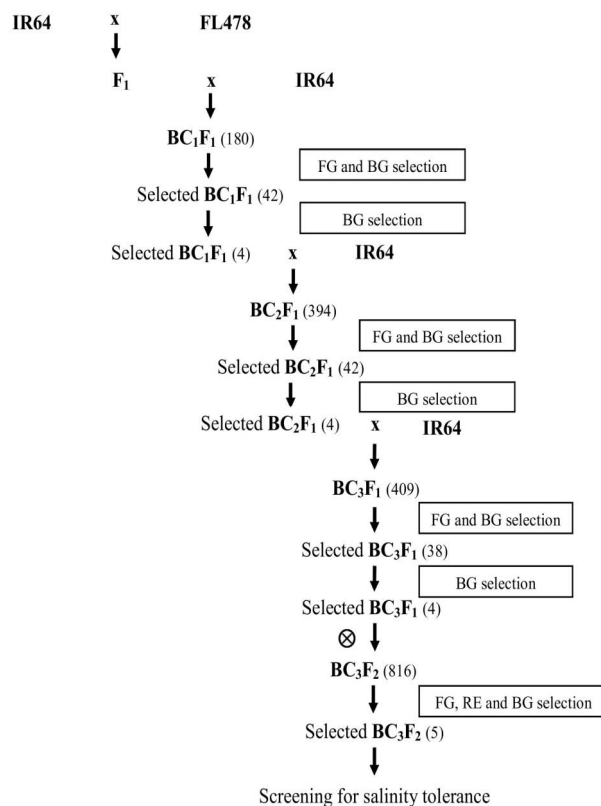 IR64 x FL478
F₁ x IR64
BC₁F₁ (180)
FG and BG selection
Selected BC₁F₁ (42)
BG selection
Selected BC₁F₁ (4) x IR64
BC₂F₁ (394)
FG and BG selection
Selected BC₂F₁ (42)
BG selection
Selected BC₂F₁ (4) x IR64
BC₃F₁ (409)
FG and BG selection
Selected BC₃F₁ (38)
BG selection
Selected BC₃F₁ (4)
⊗
BC₃F₂ (816)
FG, RE and BG selection
Selected BC₃F₂ (5)
Screening for salinity tolerance